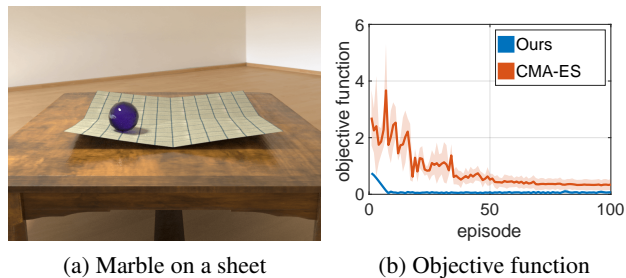 6
4
2
0
0
50
100
objective function
episode
Ours
CMA-ES
(a) Marble on a sheet
(b) Objective function